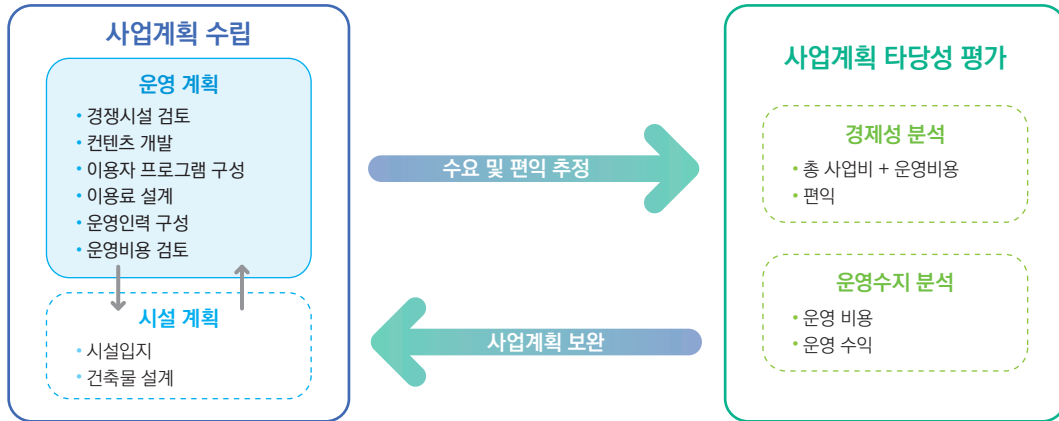 사업계획 수립
운영 계획
• 경쟁시설 검토
• 컨텐츠 개발
• 이용자 프로그램 구성
• 이용료 설계
• 운영인력 구성
• 운영비용 검토
시설 계획
• 시설입지
• 건축물 설계
수요 및 편익 추정
사업계획 보완
사업계획 타당성 평가
경제성 분석
• 총 사업비 + 운영비용
• 편익
운영수지 분석
• 운영 비용
• 운영 수익